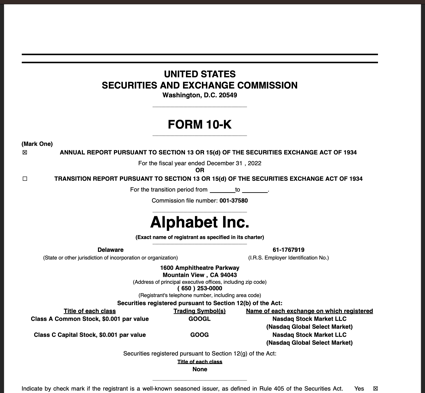 UNITED STATES
SECURITIES AND EXCHANGE COMMISSION
Washington, D.C. 20549
FORM 10-K
(Mark One)
☒ ANNUAL REPORT PURSUANT TO SECTION 13 OR 15(d) OF THE SECURITIES EXCHANGE ACT OF 1934
For the fiscal year ended December 31 , 2022
OR
☐ TRANSITION REPORT PURSUANT TO SECTION 13 OR 15(d) OF THE SECURITIES EXCHANGE ACT OF 1934
For the transition period from ________to ________.
Commission file number: 001-37580
Alphabet Inc.
(Exact name of registrant as specified in its charter)
Delaware 61-1767919
(State or other jurisdiction of incorporation or organization) (I.R.S. Employer Identification No.)
1600 Amphitheatre Parkway
Mountain View , CA 94043
(Address of principal executive offices, including zip code)
( 650 ) 253-0000
(Registrant's telephone number, including area code)
Securities registered pursuant to Section 12(b) of the Act:
Title of each class Trading Symbol(s) Name of each exchange on which registered
Class A Common Stock, $0.001 par value GOOGL Nasdaq Stock Market LLC
(Nasdaq Global Select Market)
Class C Capital Stock, $0.001 par value GOOG Nasdaq Stock Market LLC
(Nasdaq Global Select Market)
Securities registered pursuant to Section 12(g) of the Act:
Title of each class
None
Indicate by check mark if the registrant is a well-known seasoned issuer, as defined in Rule 405 of the Securities Act. Yes ☒